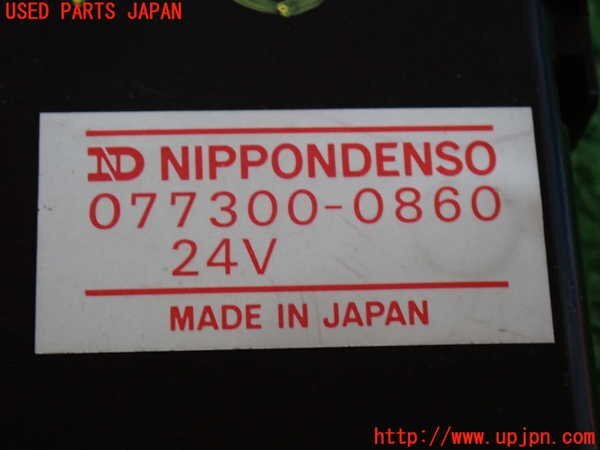 USED PARTS JAPAN
ND NIPPONDENSO
077300-0860
24V
MADE IN JAPAN
http://www.upjpn.com